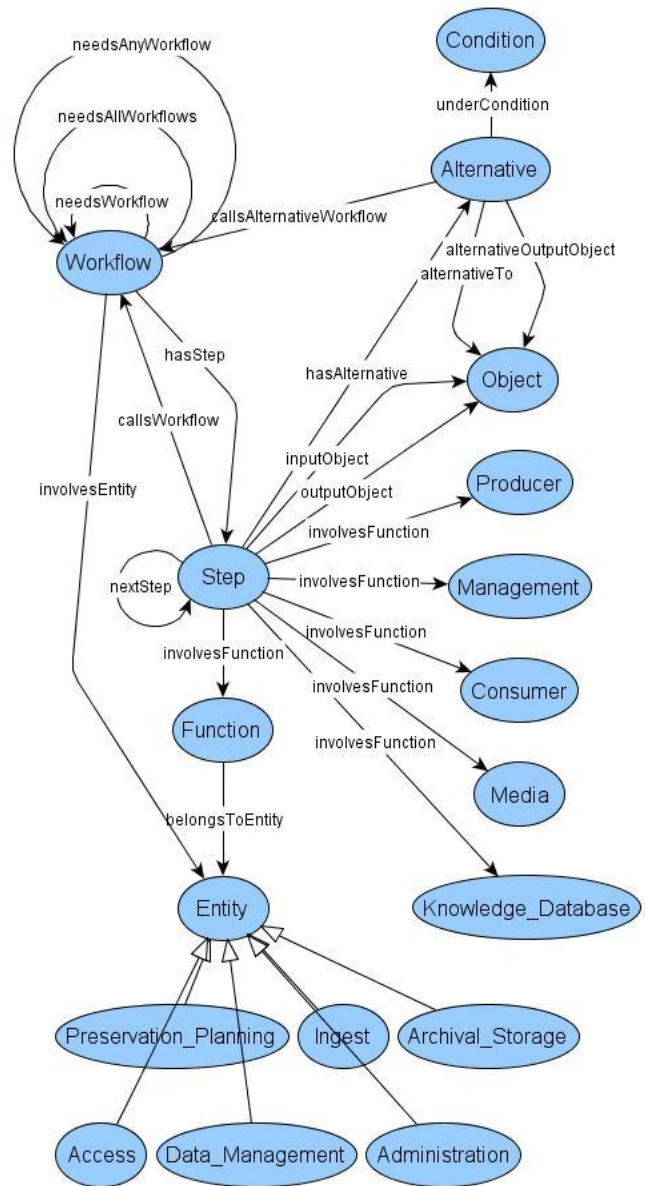 needsAnyWorkflow
Condition
needsAllWorkflows
underCondition
needsWorkflow
Alternative
callsAlternativeWorkflow
Workflow
alternativeOutputObject
alternativeTo
hasStep
hasAlternative
Object
callsWorkflow
inputObject
involvesEntity
outputObject
Producer
involvesFunction
Step
nextStep
involvesFunction
Management
involvesFunction
involvesFunction
Consumer
involvesFunction
Function
involvesFunction
Media
belongsToEntity
Entity
Knowledge_Database
Preservation_Planning
Ingest
Archival_Storage
Access
Data_Management
Administration